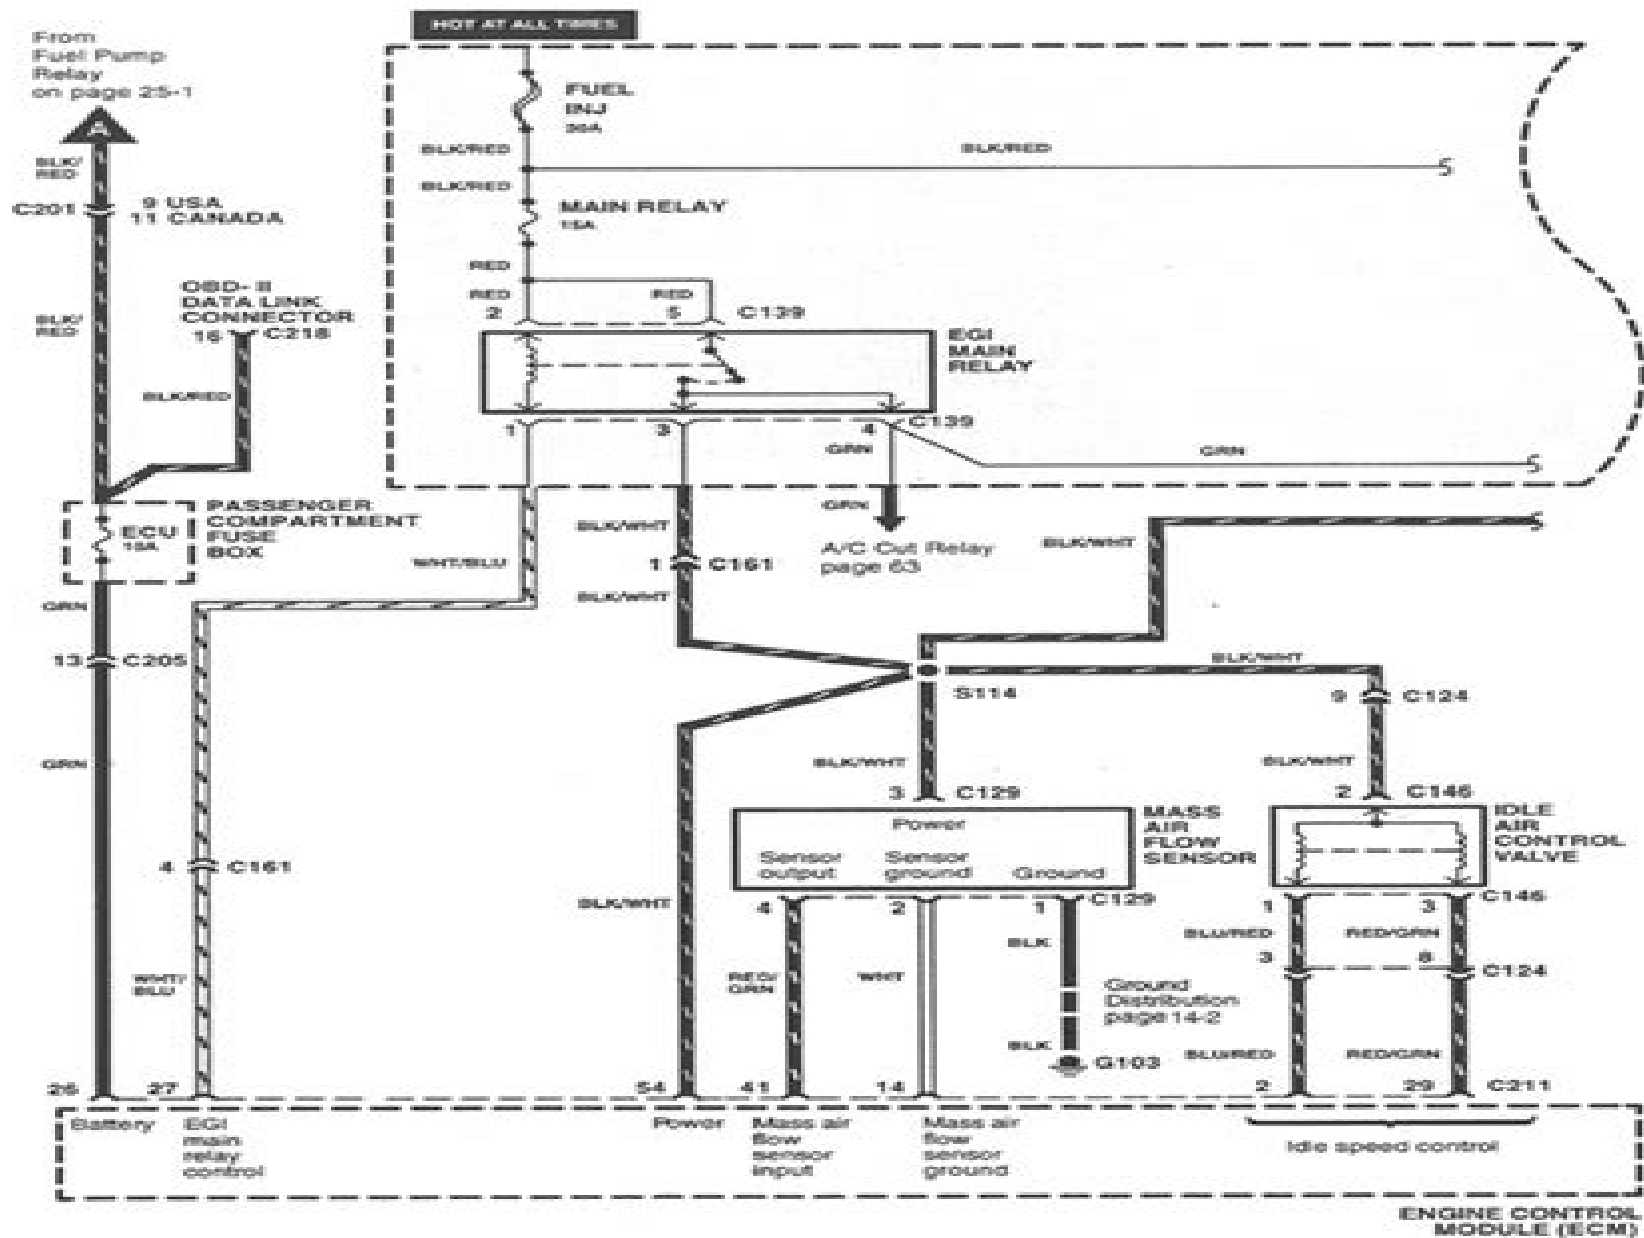 HOT AT ALL TIMES
From
Fuel Pump
Relay
on page 25-1
A
FUEL
INJ
30A
BLK/RED
BLK/RED
BLK/
RED
BLK/RED
C201
9 USA
11 CANADA
MAIN RELAY
15A
RED
OBD-II
DATA LINK
CONNECTOR
16
C218
RED
RED
2
5
C139
BLK/
RED
EGI
MAIN
RELAY
BLK/RED
1
3
4
C139
GRN
GRN
PASSENGER
COMPARTMENT
FUSE
BOX
ECU
10A
GRN
BLK/WHT
A/C Cut Relay
page 63
BLK/WHT
WHT/BLU
1
C161
BLK/WHT
GRN
13
C205
BLK/WHT
S114
9
C124
GRN
BLK/WHT
BLK/WHT
3
C129
2
C146
MASS
AIR
FLOW
SENSOR
Power
Sensor
output
Sensor
ground
Ground
IDLE
AIR
CONTROL
VALVE
4
C161
BLK/WHT
4
2
1
C129
1
3
C146
BLK
BLU/RED
RED/GRN
3
8
C124
WHT/
BLU
RED/
GRN
WHT
Ground
Distribution
page 14-2
BLK
G103
BLU/RED
RED/GRN
26
27
54
41
14
2
29
C211
Battery
EGI
main
relay
control
Power
Mass air
flow
sensor
input
Mass air
flow
sensor
ground
Idle speed control
ENGINE CONTROL
MODULE (ECM)